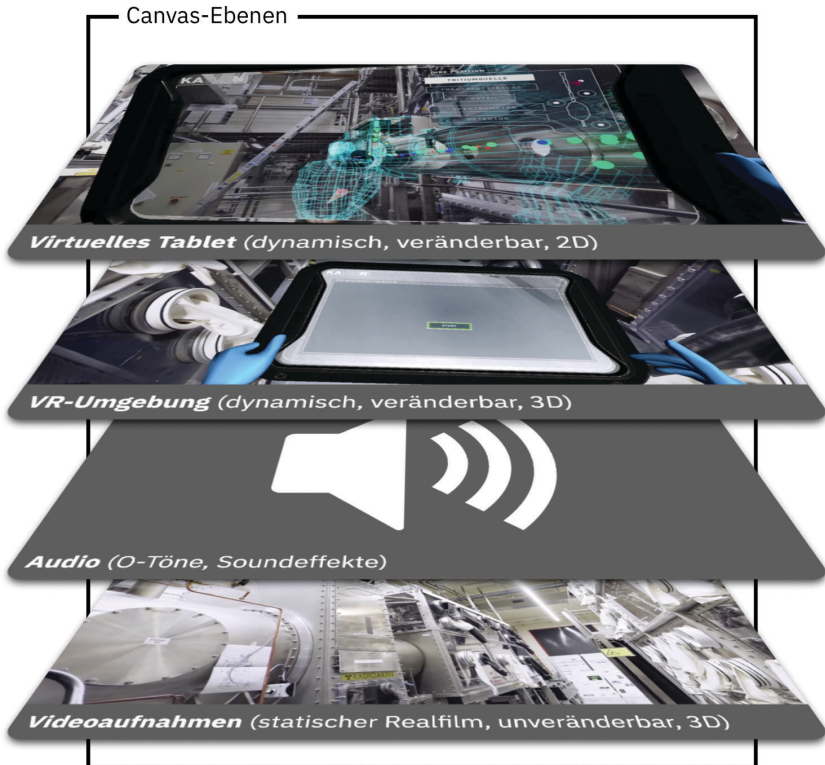 Canvas-Ebenen
TRITIUMQUELLE
Virtuelles Tablet (dynamisch, veränderbar, 2D)
VR-Umgebung (dynamisch, veränderbar, 3D)
Audio (O-Töne, Soundeffekte)
Videoaufnahmen (statischer Realfilm, unveränderbar, 3D)